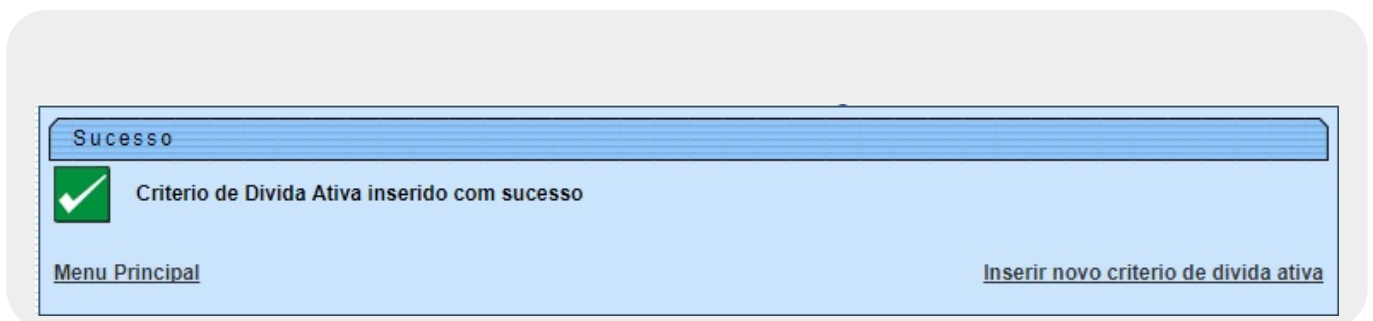 Sucesso
Criterio de Divida Ativa inserido com sucesso
Menu Principal
Inserir novo criterio de divida ativa